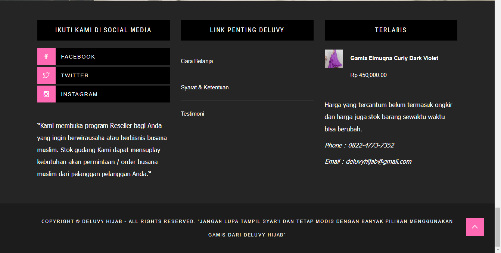 IKUTI KAMI DI SOCIAL MEDIA
FACEBOOK
TWITTER
INSTAGRAM
"Kami membuka program Reseller bagi Anda
yang ingin berwirausaha atau berbisnis busana
muslim. Stok gudang Kami dapat mensuplay
kebutuhan akan permintaan / order busana
muslim dari pelanggan pelanggan Anda."
LINK PENTING DELUVY
Cara Belanja
Syarat & Ketentuan
Testimoni
TERLARIS
Gamis Elmuqna Curly Dark Violet
Rp 450,000.00
Harga yang tercantum belum termasuk ongkir
dan harga juga stok barang sewaktu waktu
bisa berubah.
Phone : 0822-4773-7352
Email : deluvyhijab@gmail.com
COPYRIGHT © DELUVY HIJAB - ALL RIGHTS RESERVED. "JANGAN LUPA TAMPIL SYAR'I DAN TETAP MODIS DENGAN BANYAK PILIHAN MENGGUNAKAN
GAMIS DARI DELUVY HIJAB"